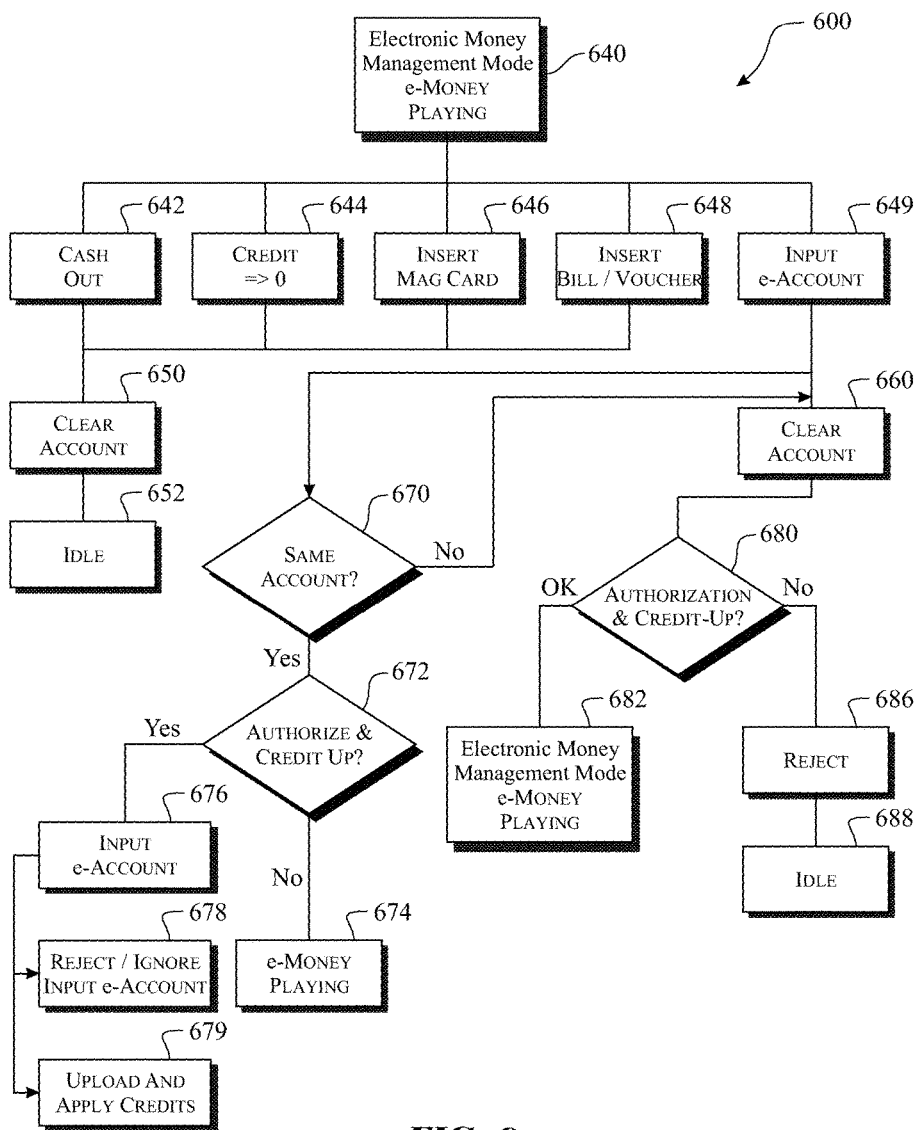 600
Electronic Money
Management Mode
e-MONEY
PLAYING
640
642
644
646
648
649
CASH
OUT
CREDIT
=> 0
INSERT
MAG CARD
INSERT
BILL / VOUCHER
INPUT
e-ACCOUNT
650
660
CLEAR
ACCOUNT
CLEAR
ACCOUNT
652
670
IDLE
SAME
ACCOUNT?
No
680
OK
AUTHORIZATION
& CREDIT-UP?
No
Yes
672
Yes
AUTHORIZE &
CREDIT UP?
682
686
Electronic Money
Management Mode
e-MONEY
PLAYING
REJECT
676
688
INPUT
e-ACCOUNT
No
IDLE
678
674
REJECT / IGNORE
INPUT e-ACCOUNT
e-MONEY
PLAYING
679
UPLOAD AND
APPLY CREDITS